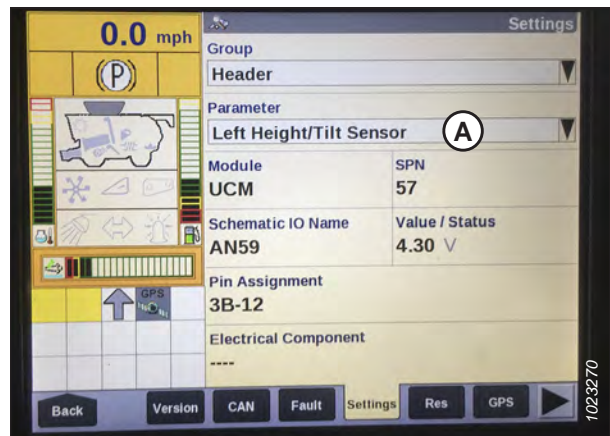 0.0 mph
(P)
GPS
Settings
Group
Header
Parameter
Left Height/Tilt Sensor
A
Module
UCM
SPN
57
Schematic IO Name
AN59
Value / Status
4.30 V
Pin Assignment
3B-12
Electrical Component
----
Back
Version
CAN
Fault
Settings
Res
GPS
1023270